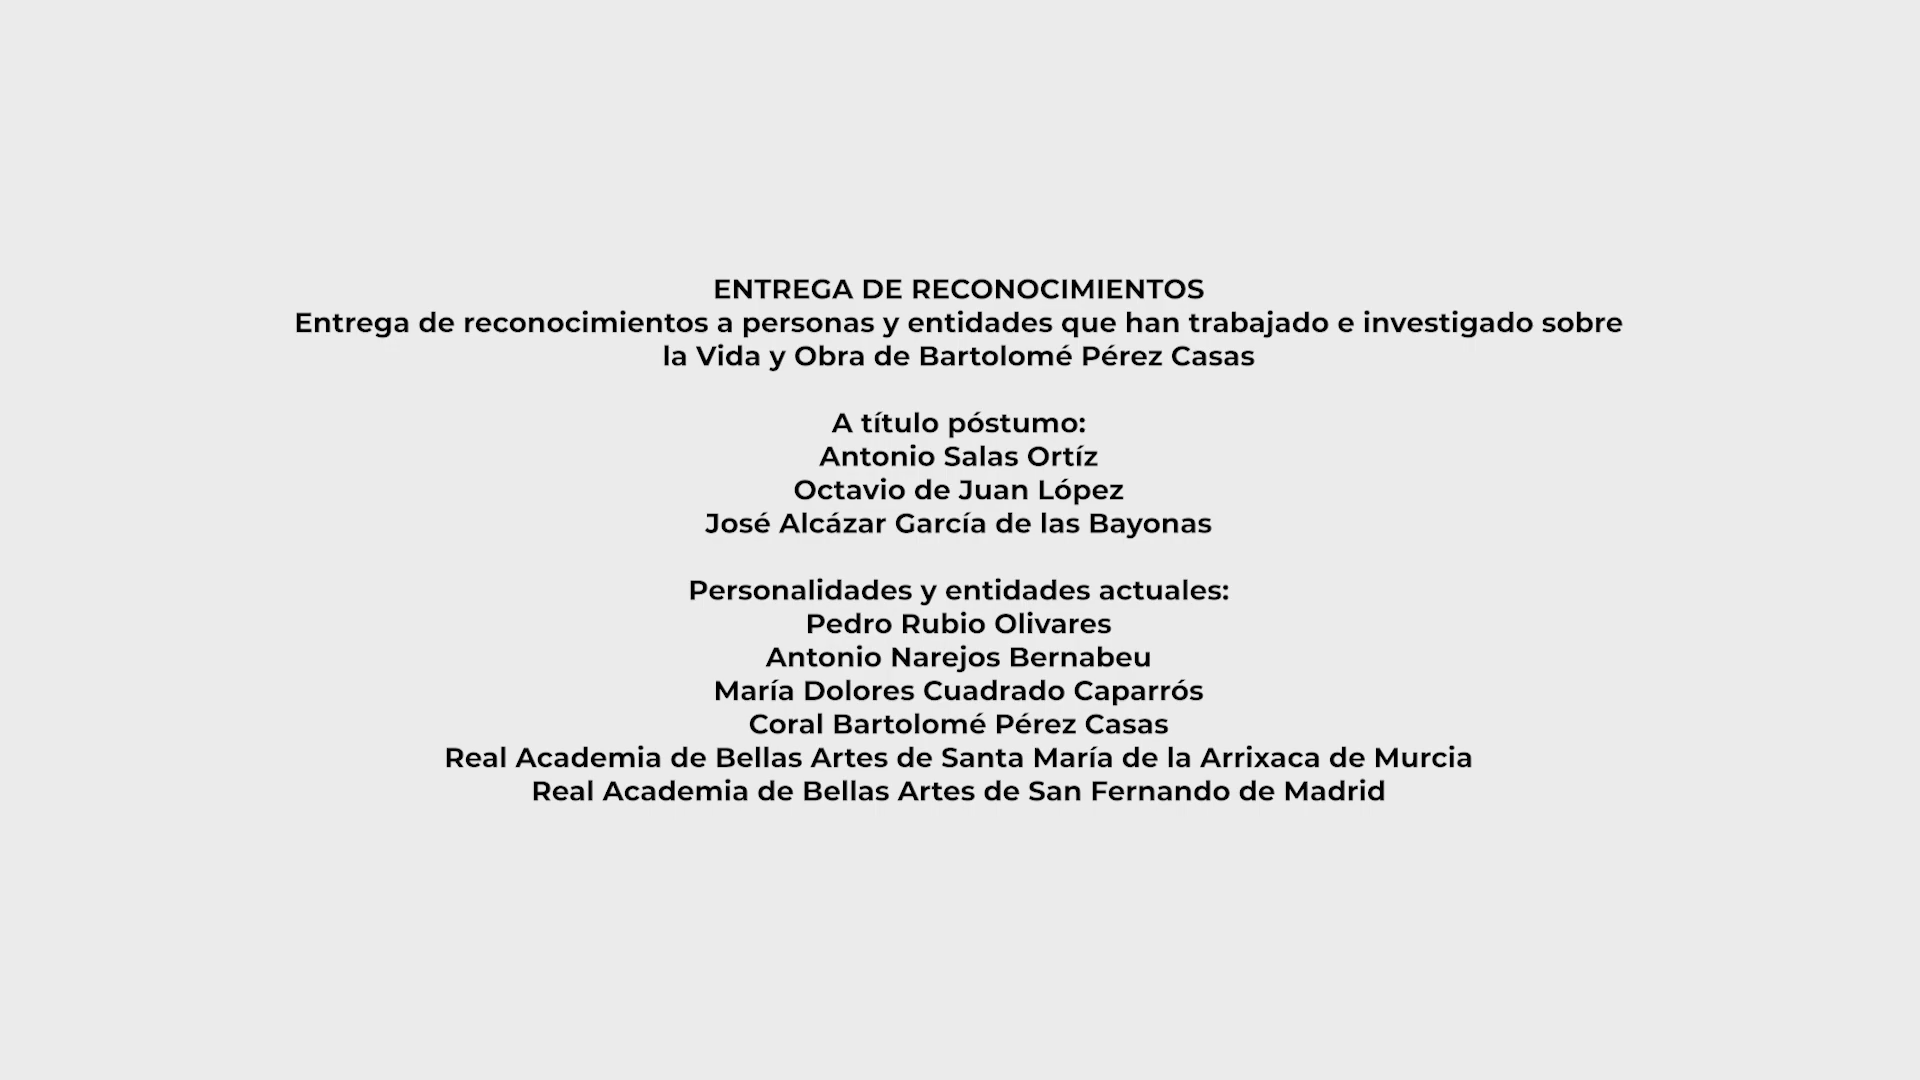 ENTREGA DE RECONOCIMIENTOS
Entrega de reconocimientos a personas y entidades que han trabajado e investigado sobre
la Vida y Obra de Bartolomé Pérez Casas
A título póstumo:
Antonio Salas Ortíz
Octavio de Juan López
José Alcázar García de las Bayonas
Personalidades y entidades actuales:
Pedro Rubio Olivares
Antonio Narejos Bernabeu
María Dolores Cuadrado Caparrós
Coral Bartolomé Pérez Casas
Real Academia de Bellas Artes de Santa María de la Arrixaca de Murcia
Real Academia de Bellas Artes de San Fernando de Madrid